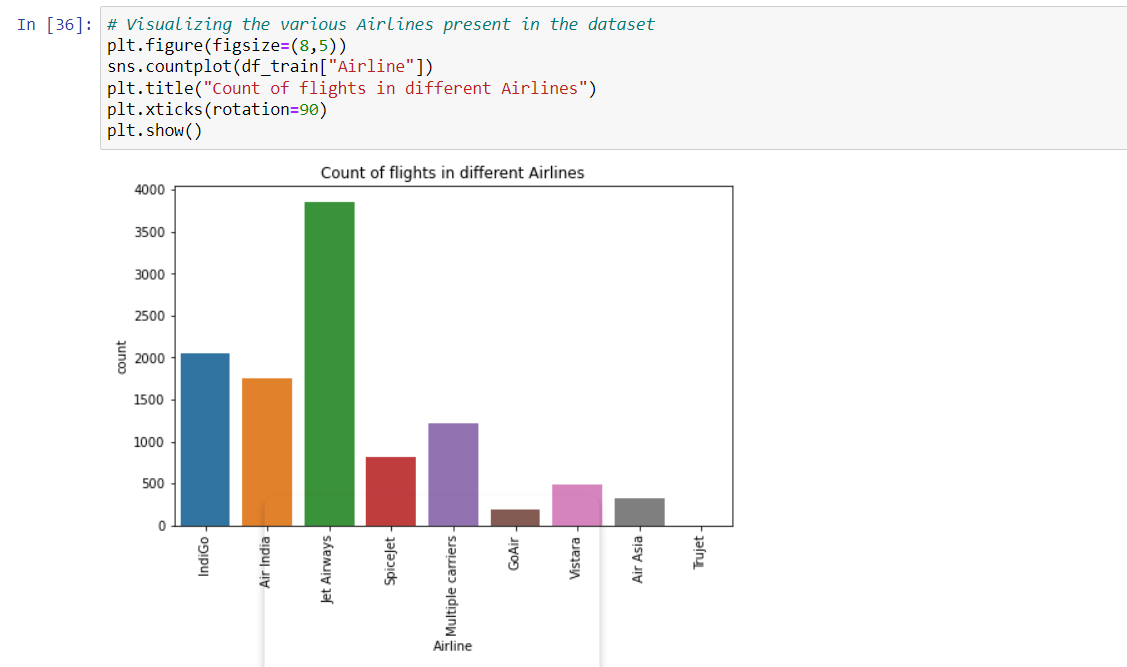 In [36]: # Visualizing the various Airlines present in the dataset
plt.figure(figsize=(8,5))
sns.countplot(df_train["Airline"])
plt.title("Count of flights in different Airlines")
plt.xticks(rotation=90)
plt.show()
Count of flights in different Airlines
4000
3500
3000
2500
2000
1500
1000
500
0
count
IndiGo
Air India
Jet Airways
SpiceJet
Multiple carriers
GoAir
Vistara
Air Asia
Trujet
Airline